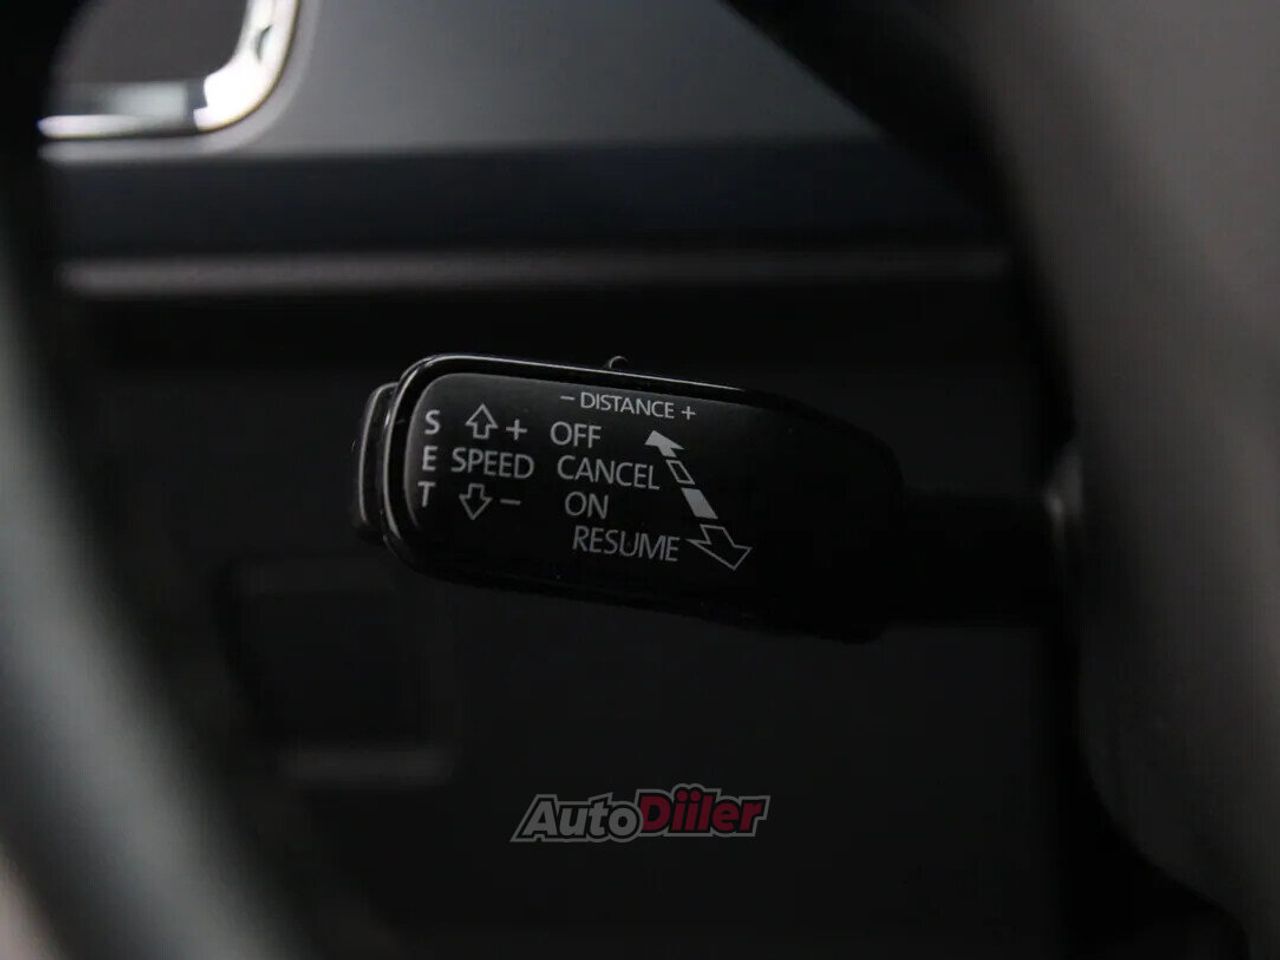 – DISTANCE +
S + OFF
E SPEED CANCEL
T – ON
RESUME
AutoDiiler